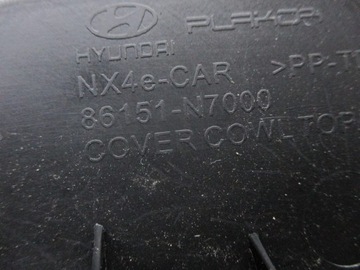 PLAKOR
HYUNDAI
NX4e-CAR >PP-T
86151-N7000
COVER COWL TOP